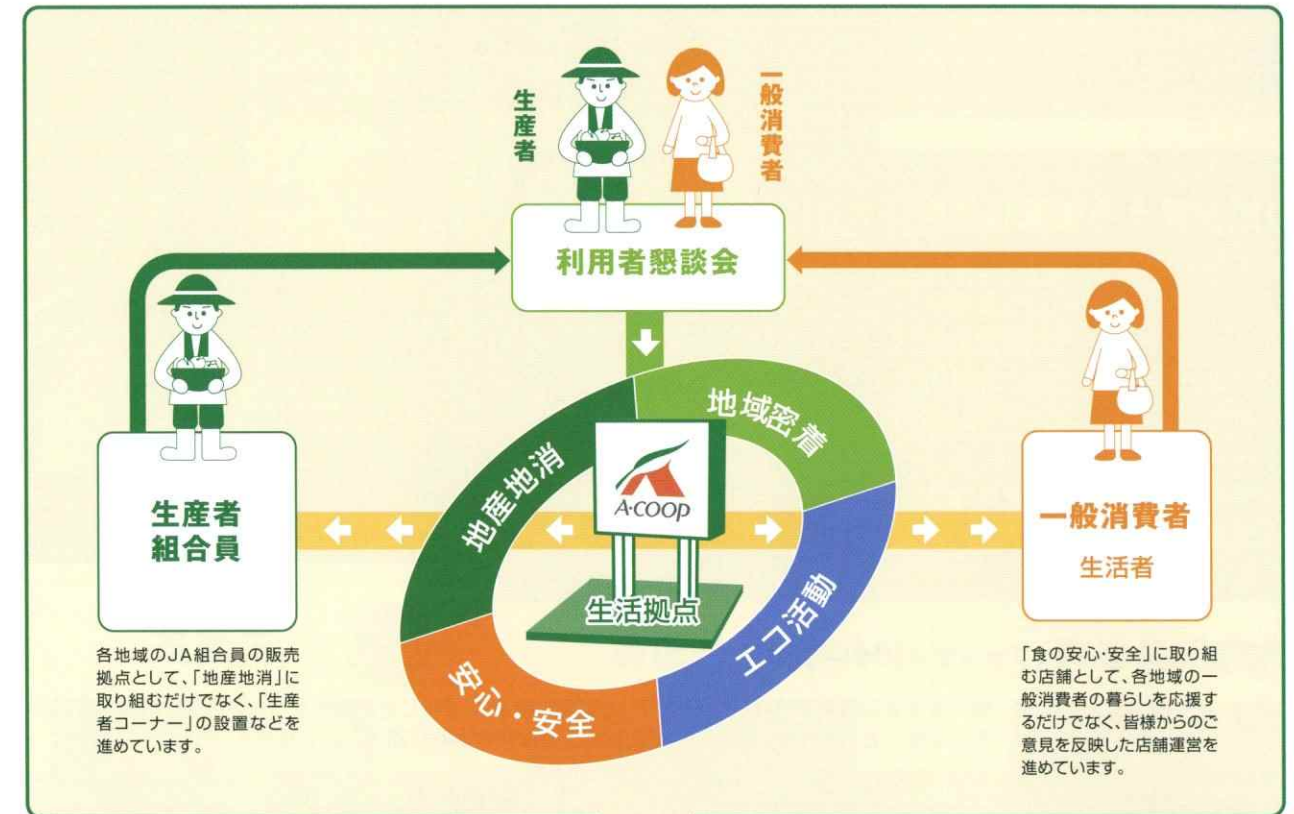 生産者
一般消費者
利用者懇談会
地域密着
地産地消
A·COOP
生活拠点
エコ活動
安心・安全
生産者
組合員
各地域のJA組合員の販売
拠点として、「地産地消」に
取り組むだけでなく、「生産
者コーナー」の設置などを
進めています。
一般消費者
生活者
「食の安心・安全」に取り組
む店舗として、各地域の一
般消費者の暮らしを応援す
るだけでなく、皆様からのご
意見を反映した店舗運営を
進めています。